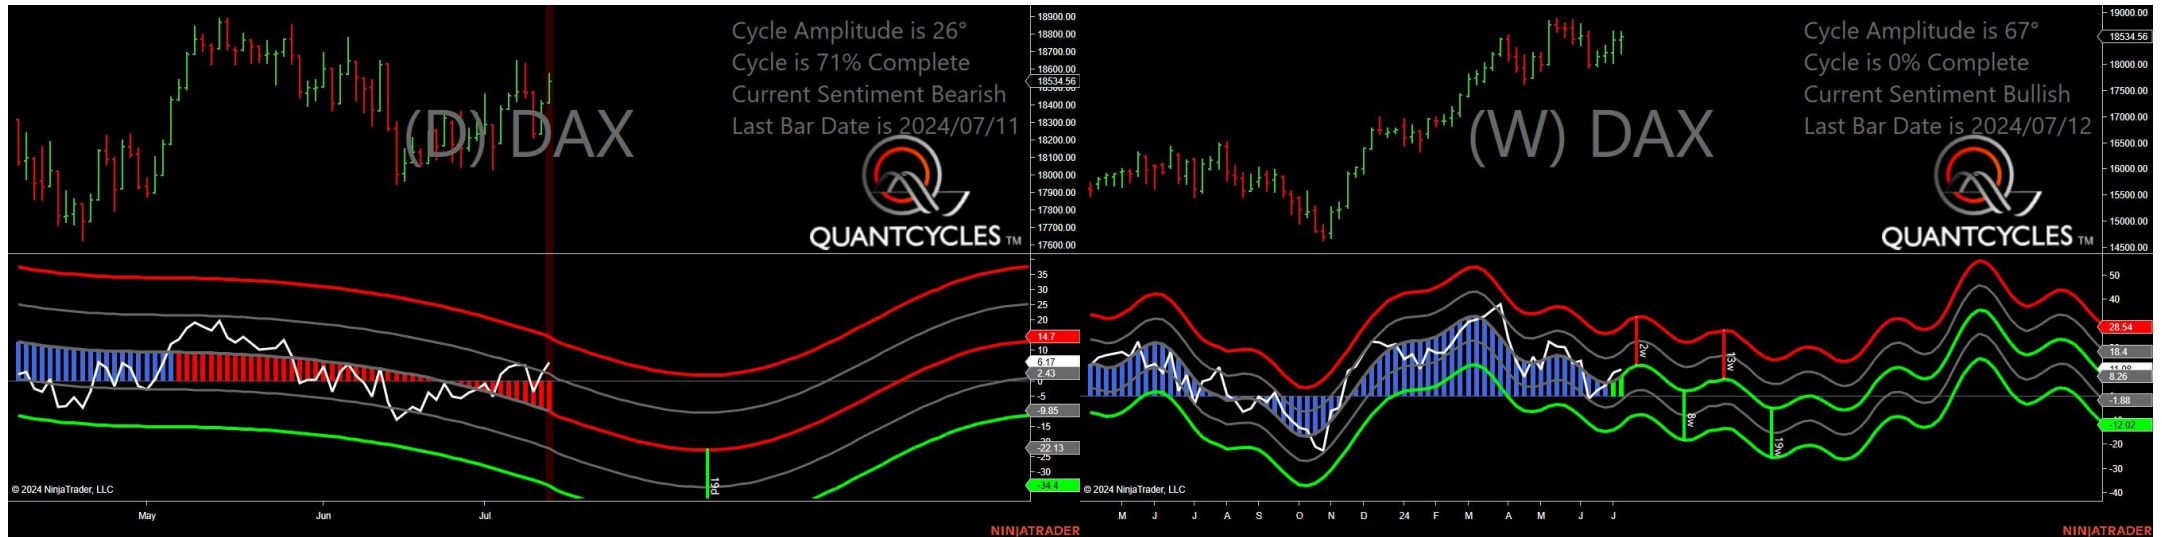 Cycle Amplitude is 26°
Cycle is 71% Complete
Current Sentiment Bearish
Last Bar Date is 2024/07/11
(D) DAX
QUANTCYCLES TM
18900.00
18800.00
18700.00
18600.00
18534.56
18500.00
18400.00
18300.00
18200.00
18100.00
18000.00
17900.00
17800.00
17700.00
17600.00
35
30
25
20
14.7
10
6.17
2.43
0
-5
-9.85
-15
-20
-22.13
-25
-30
-34.4
19d
© 2024 NinjaTrader, LLC
May
Jun
Jul
NINJATRADER
Cycle Amplitude is 67°
Cycle is 0% Complete
Current Sentiment Bullish
Last Bar Date is 2024/07/12
(W) DAX
QUANTCYCLES TM
19000.00
18534.56
18000.00
17500.00
17000.00
16500.00
16000.00
15500.00
15000.00
14500.00
50
40
28.54
18.4
11.08
8.26
-1.88
-12.02
-20
-30
-40
2w
8w
13w
19w
© 2024 NinjaTrader, LLC
M J J A S O N D 24 F M A M J J
NINJATRADER